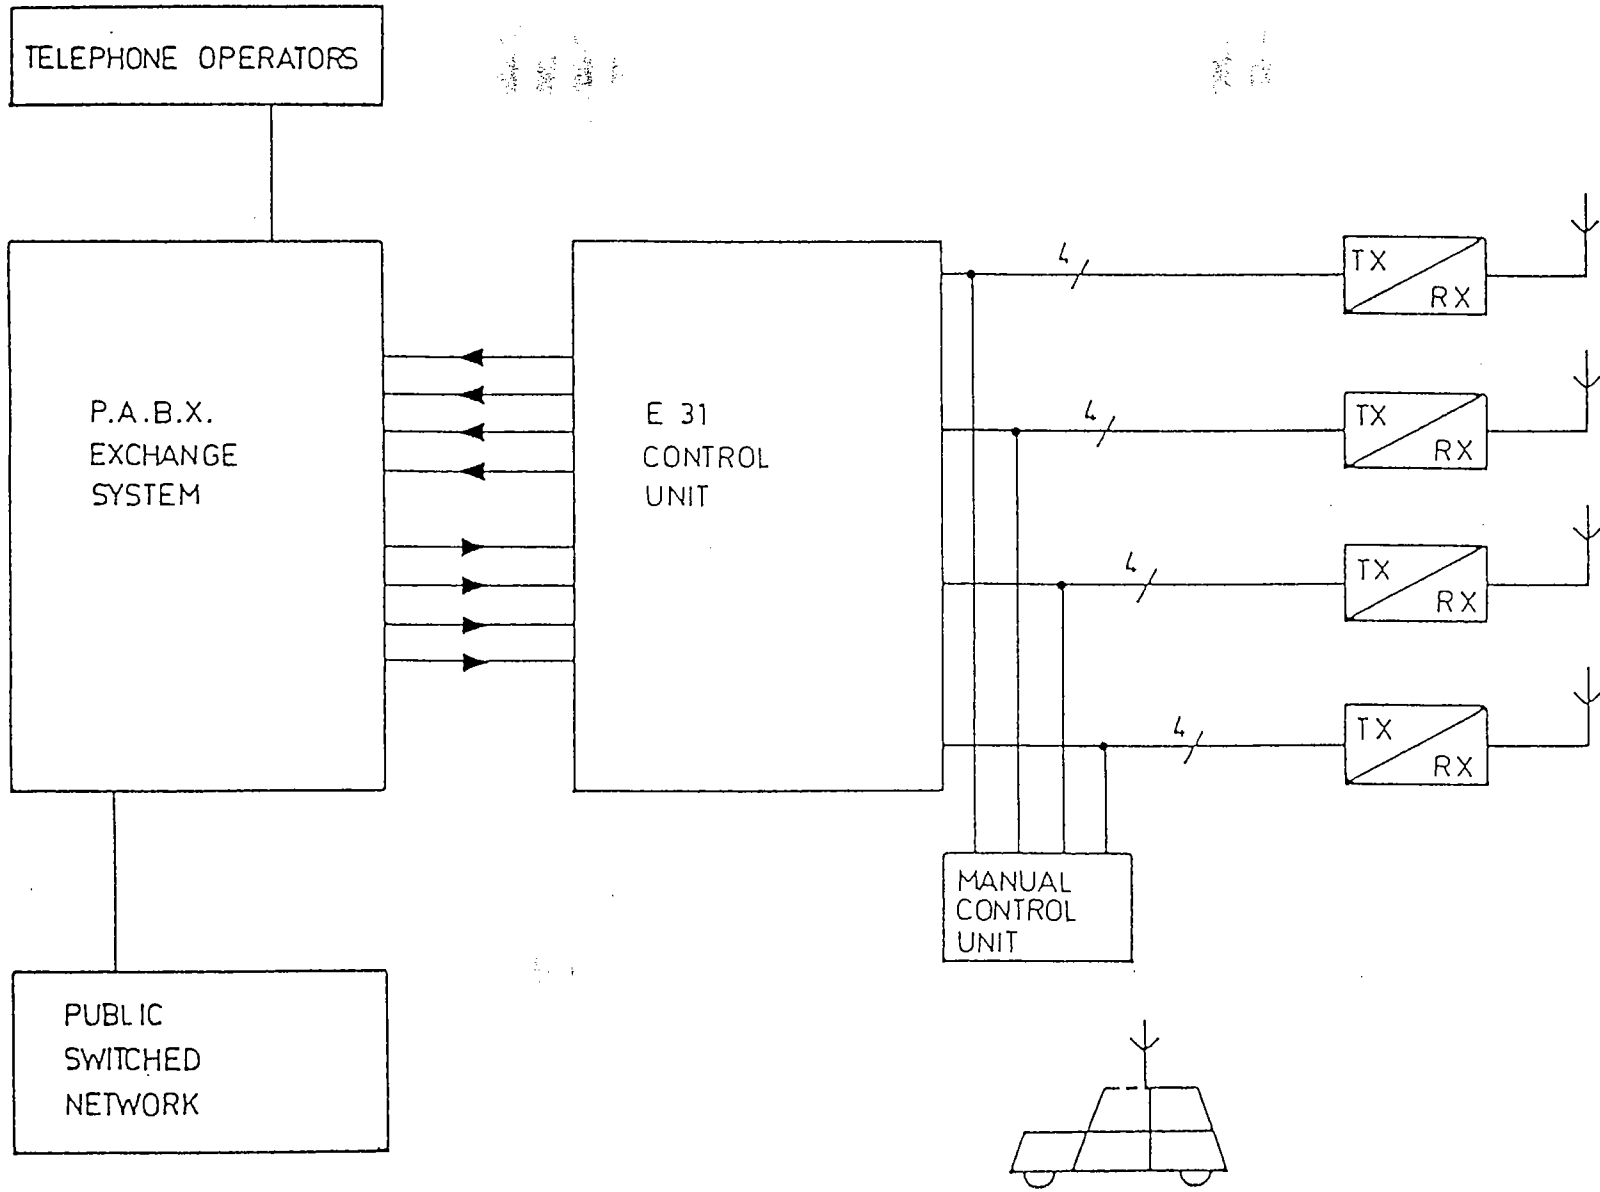 TELEPHONE OPERATORS
P.A.B.X.
EXCHANGE
SYSTEM
E 31
CONTROL
UNIT
4
TX
RX
4
TX
RX
4
TX
RX
4
TX
RX
MANUAL
CONTROL
UNIT
PUBLIC
SWITCHED
NETWORK